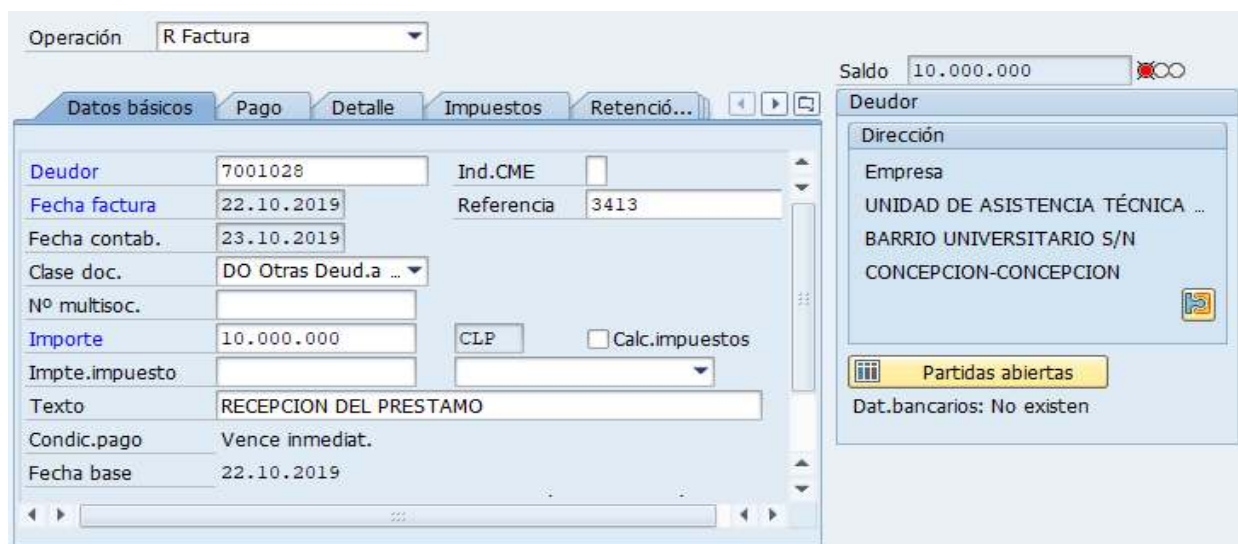 Operación R Factura
Saldo 10.000.000
Datos básicos Pago Detalle Impuestos Retenció...
Deudor
Dirección
Deudor 7001028 Ind.CME
Empresa
Fecha factura 22.10.2019 Referencia 3413
UNIDAD DE ASISTENCIA TÉCNICA ...
Fecha contab. 23.10.2019
BARRIO UNIVERSITARIO S/N
Clase doc. DO Otras Deud.a ...
CONCEPCION-CONCEPCION
Nº multisoc.
Importe 10.000.000 CLP Calc.impuestos
Impte.impuesto
Partidas abiertas
Texto RECEPCION DEL PRESTAMO
Dat.bancarios: No existen
Condic.pago Vence inmediat.
Fecha base 22.10.2019